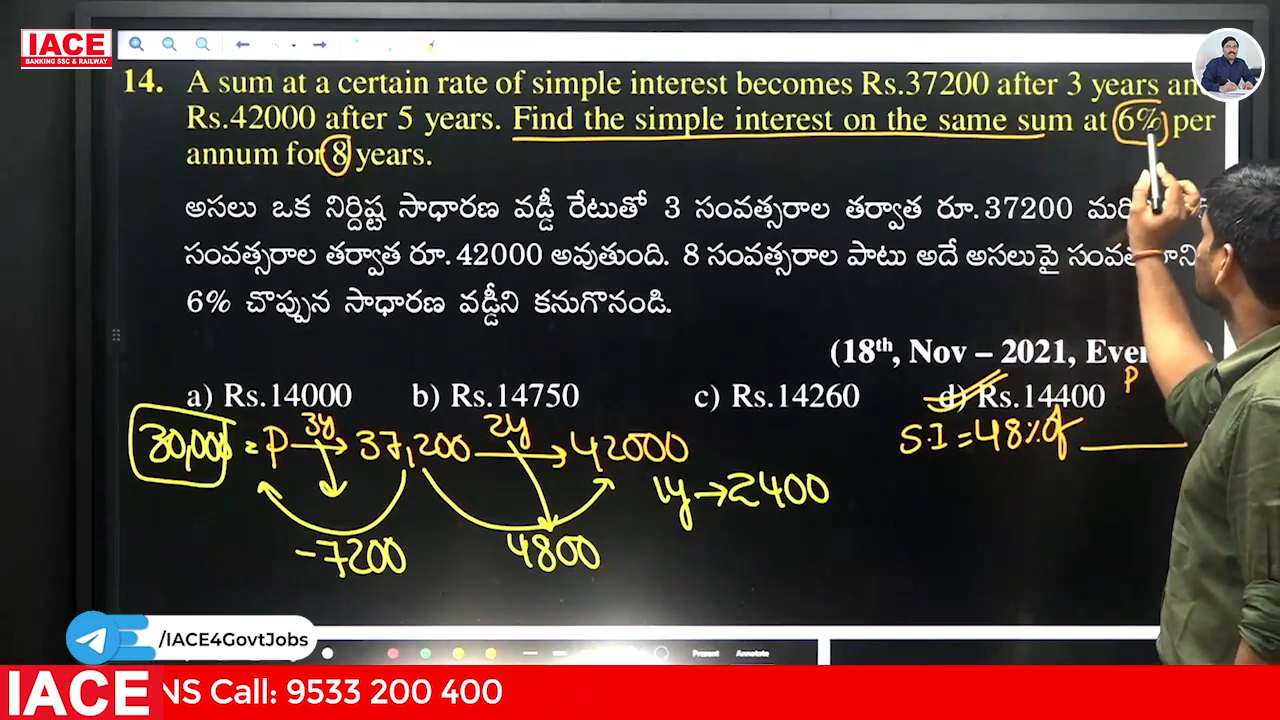 IACE
BANKING SSC & RAILWAY
14. A sum at a certain rate of simple interest becomes Rs.37200 after 3 years an
Rs.42000 after 5 years. Find the simple interest on the same sum at 6% per
annum for 8 years.
అసలు ఒక నిర్దిష్ట సాధారణ వడ్డీ రేటుతో 3 సంవత్సరాల తర్వాత రూ.37200
సంవత్సరాల తర్వాత రూ.42000 అవుతుంది. 8 సంవత్సరాల పాటు అదే అసలుపై
6% చొప్పున సాధారణ వడ్డీని కనుగొనండి.
(18th, Nov – 2021, Even
a) Rs.14000 b) Rs.14750 c) Rs.14260 d) Rs.14400
P
S.I = 48% of
30,000 = P 3y → 37,200 2y → 42000
1y → 2400
-7200 4800
/IACE4GovtJobs
Present Annotate
IACE NS Call: 9533 200 400